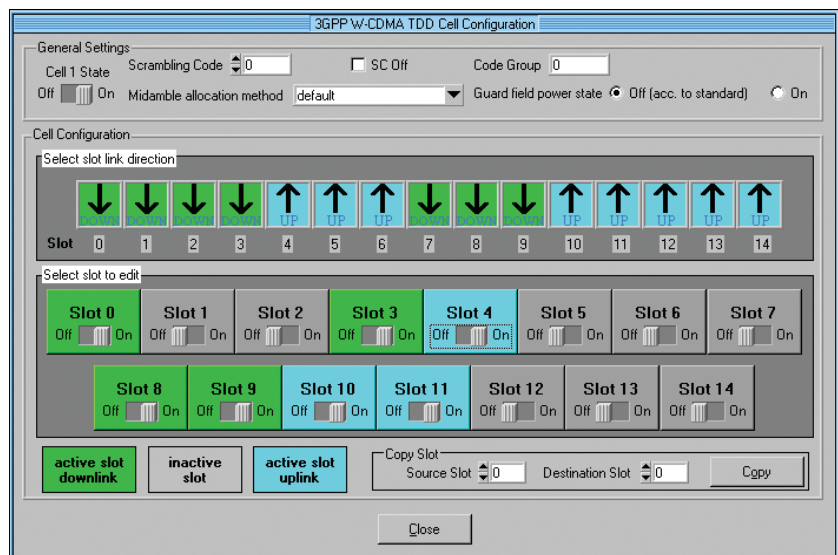 3GPP W-CDMA TDD Cell Configuration
General Settings
Cell 1 State
Off On
Scrambling Code 0
SC Off
Code Group 0
Midamble allocation method default
Guard field power state Off (acc. to standard) On
Cell Configuration
Select slot link direction
DOWN DOWN DOWN DOWN UP UP UP DOWN DOWN DOWN UP UP UP UP UP
Slot 0 1 2 3 4 5 6 7 8 9 10 11 12 13 14
Select slot to edit
Slot 0 Slot 1 Slot 2 Slot 3 Slot 4 Slot 5 Slot 6 Slot 7
Off On Off On Off On Off On Off On Off On Off On Off On
Slot 8 Slot 9 Slot 10 Slot 11 Slot 12 Slot 13 Slot 14
Off On Off On Off On Off On Off On Off On Off On
active slot downlink
inactive slot
active slot uplink
Copy Slot
Source Slot 0 Destination Slot 0 Copy
Close